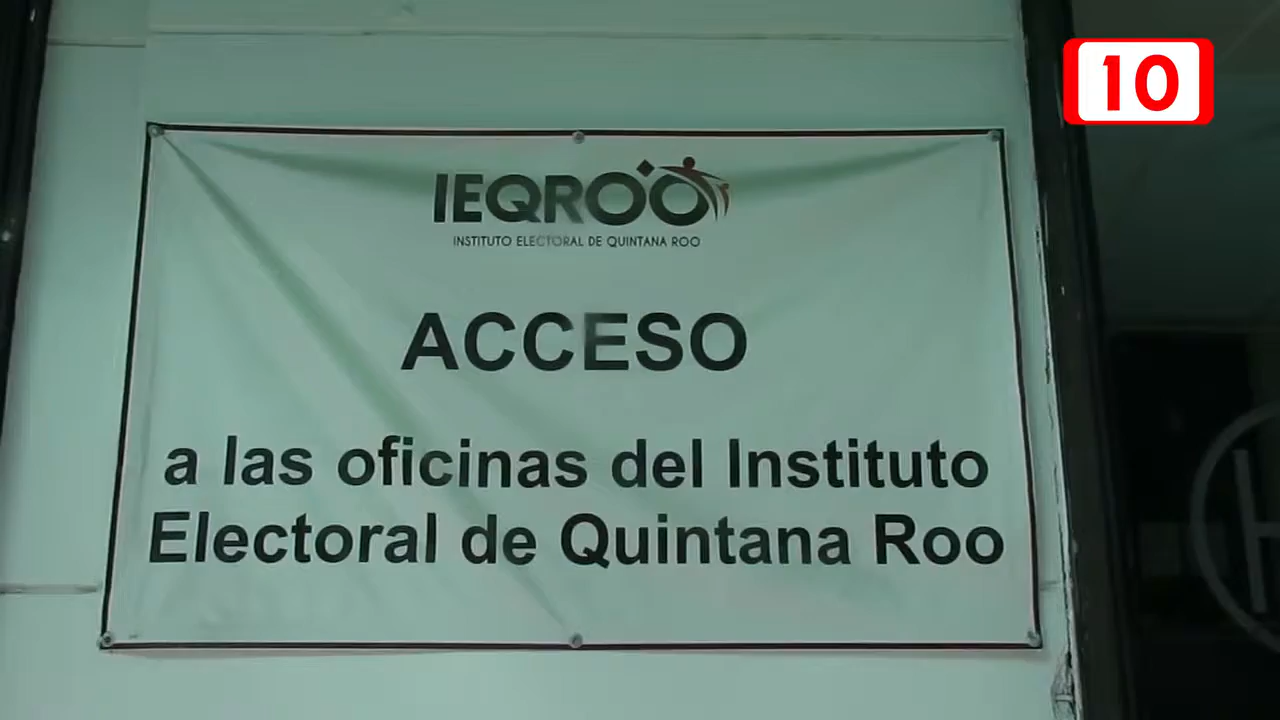 10
IEQROO
INSTITUTO ELECTORAL DE QUINTANA ROO
ACCESO
a las oficinas del Instituto
Electoral de Quintana Roo
H